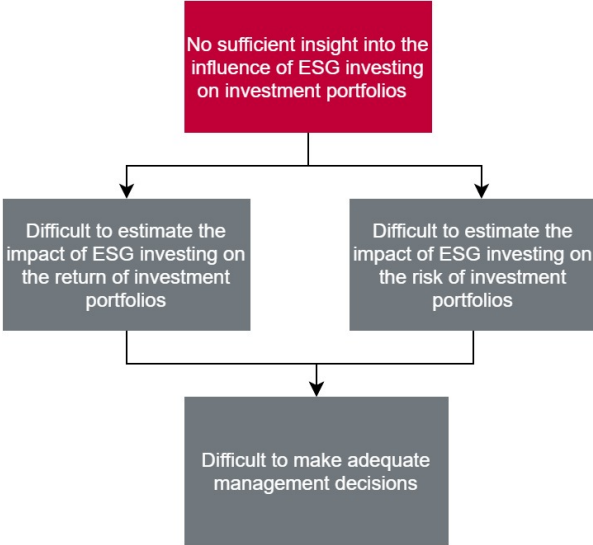 No sufficient insight into the
influence of ESG investing
on investment portfolios
Difficult to estimate the
impact of ESG investing on
the return of investment
portfolios
Difficult to estimate the
impact of ESG investing on
the risk of investment
portfolios
Difficult to make adequate
management decisions